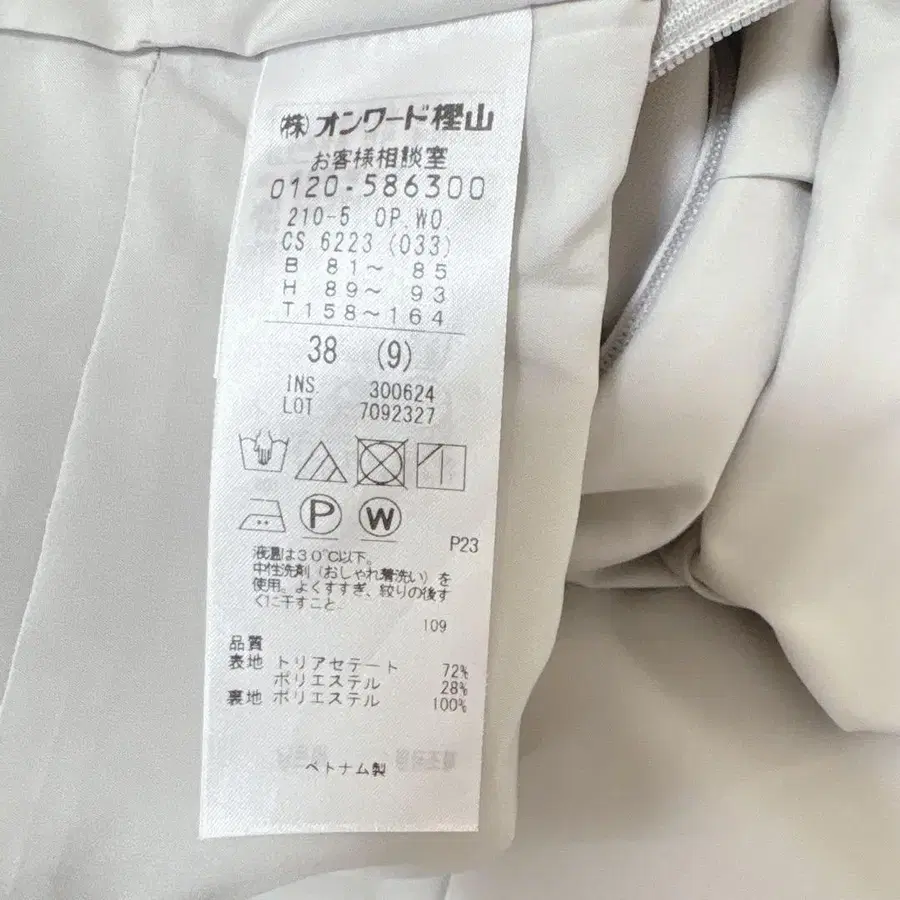 (株)オンワード樫山
お客様相談室
0120-586300
210-5 OP.WO.
CS 6223 (033)
B 81〜 85
H 89〜 93
T158〜164
38 (9)
INS 300624
LOT 7092327
P W
P23
液温は30℃以下。
中性洗剤(おしゃれ着洗い)を
使用。よくすすぎ、絞りの後す
ぐに干すこと。
109
品質
表地 トリアセテート 72%
ポリエステル 28%
裏地 ポリエステル 100%
ベトナム製